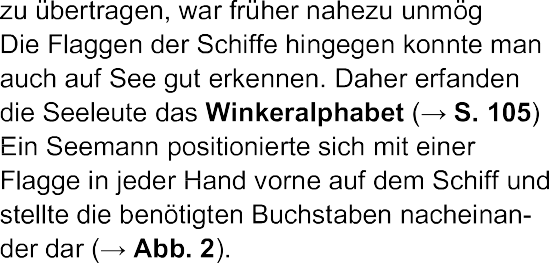 zu übertragen, war früher nahezu unmög
Die Flaggen der Schiffe hingegen konnte man
auch auf See gut erkennen. Daher erfanden
die Seeleute das Winkeralphabet (→ S. 105)
Ein Seemann positionierte sich mit einer
Flagge in jeder Hand vorne auf dem Schiff und
stellte die benötigten Buchstaben nacheinan-
der dar (→ Abb. 2).